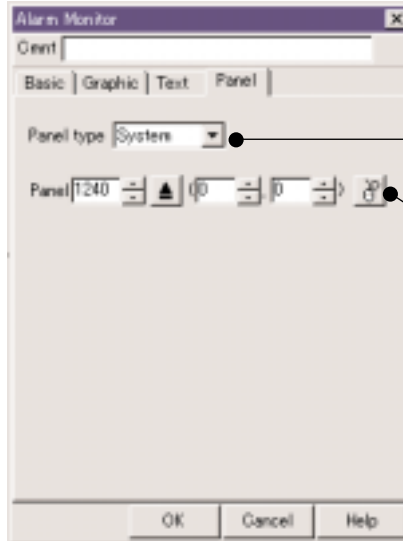 Alarm Monitor
Cmnt
Basic Graphic Text Panel
Panel type System
Panel 1240 (0 , 0 )
OK Cancel Help